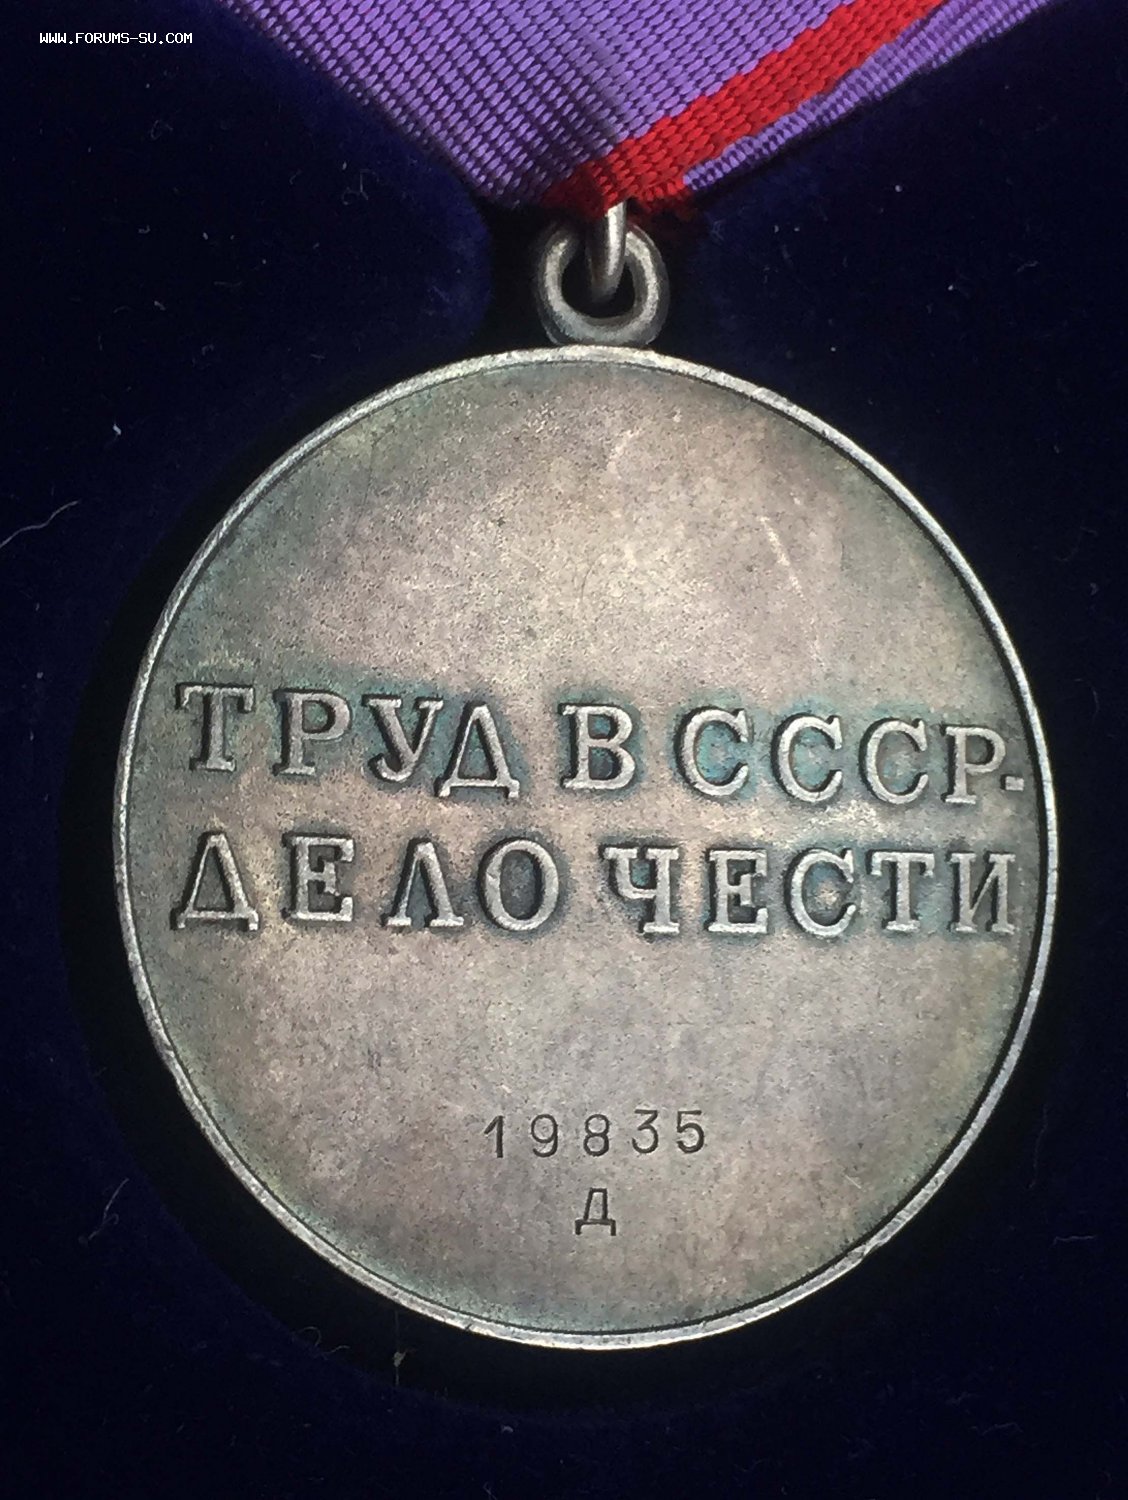 WWW.FORUMS-SU.COM
ТРУД В СССР-
ДЕЛО ЧЕСТИ
19835
Д